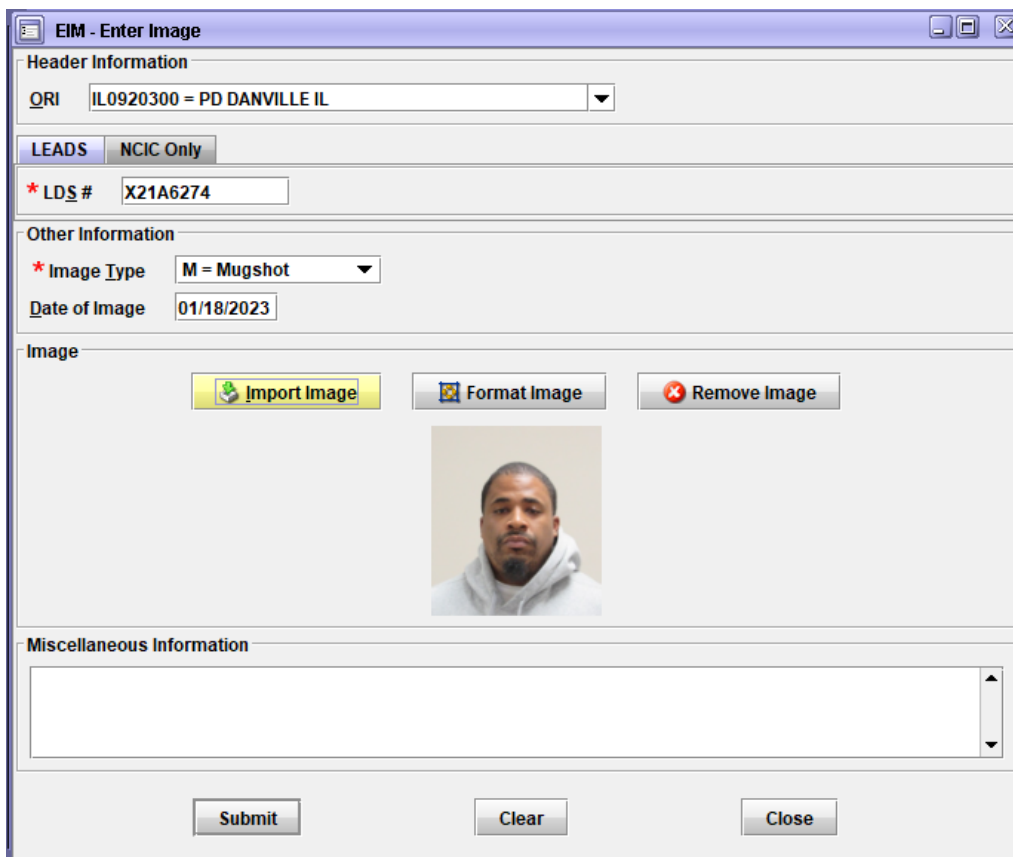 EIM - Enter Image
Header Information
ORI IL0920300 = PD DANVILLE IL
LEADS NCIC Only
* LDS # X21A6274
Other Information
* Image Type M = Mugshot
Date of Image 01/18/2023
Image
Import Image Format Image Remove Image
Miscellaneous Information
Submit Clear Close